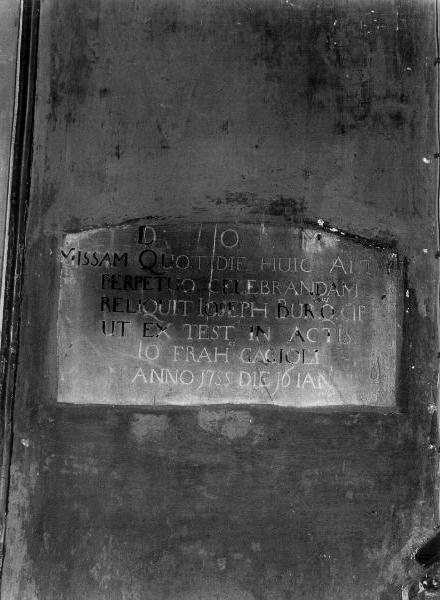 D O M
MISSAM QUOTIDIE HUIC ALT
PERPETUO CELEBRANDAM
RELIQUIT IOSEPH
UT EX TEST IN ACTIS
IO FRAN GAGIOLI
ANNO 1755 DIE 16 IAN